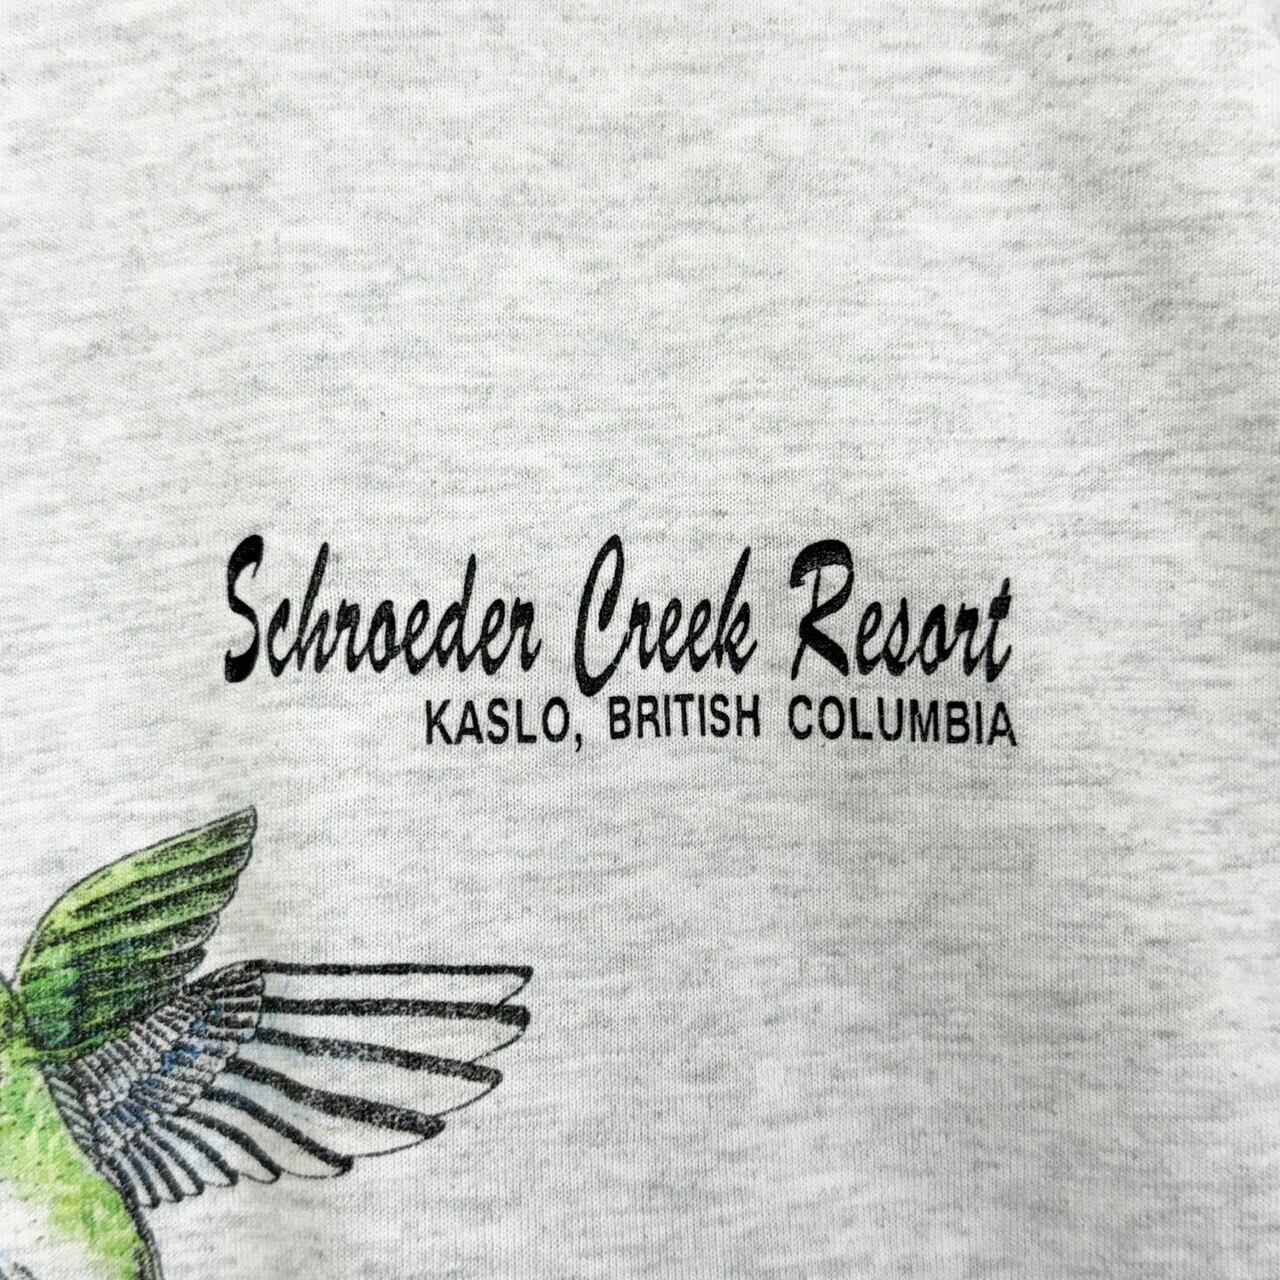 Schroeder Creek Resort
KASLO, BRITISH COLUMBIA